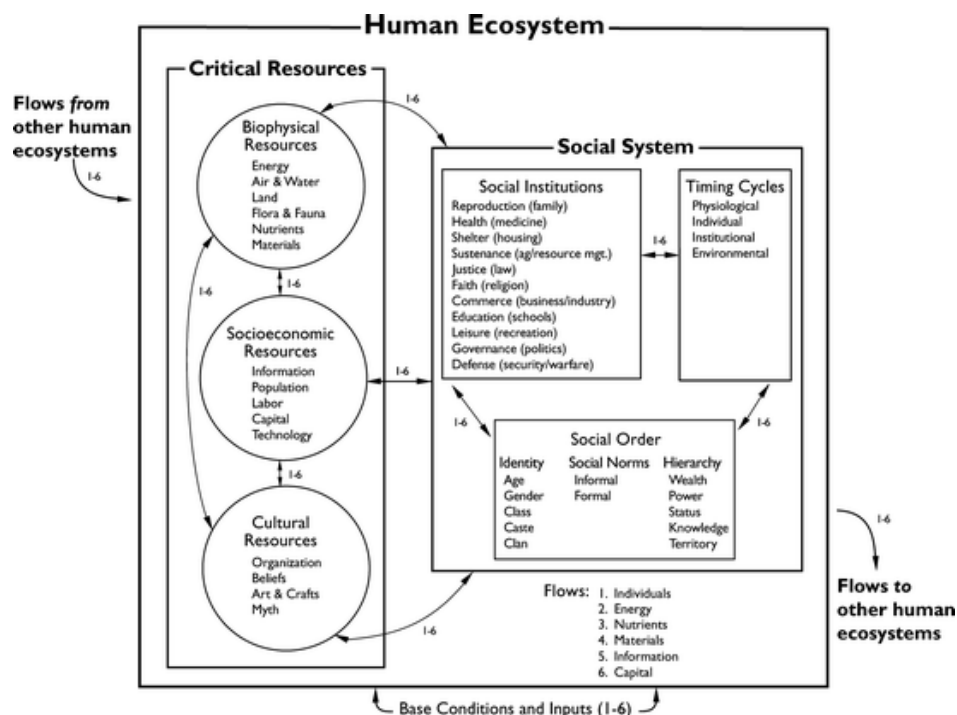 Human Ecosystem
Critical Resources
Flows from
other human
ecosystems
1-6
Biophysical
Resources
Energy
Air & Water
Land
Flora & Fauna
Nutrients
Materials
1-6
1-6
1-6
Socioeconomic
Resources
Information
Population
Labor
Capital
Technology
1-6
1-6
Cultural
Resources
Organization
Beliefs
Art & Crafts
Myth
1-6
Social System
Social Institutions
Reproduction (family)
Health (medicine)
Shelter (housing)
Sustenance (ag/resource mgt.)
Justice (law)
Faith (religion)
Commerce (business/industry)
Education (schools)
Leisure (recreation)
Governance (politics)
Defense (security/warfare)
1-6
Timing Cycles
Physiological
Individual
Institutional
Environmental
1-6
1-6
Social Order
Identity
Age
Gender
Class
Caste
Clan
Social Norms
Informal
Formal
Hierarchy
Wealth
Power
Status
Knowledge
Territory
Flows:
1. Individuals
2. Energy
3. Nutrients
4. Materials
5. Information
6. Capital
1-6
Flows to
other human
ecosystems
Base Conditions and Inputs (1-6)